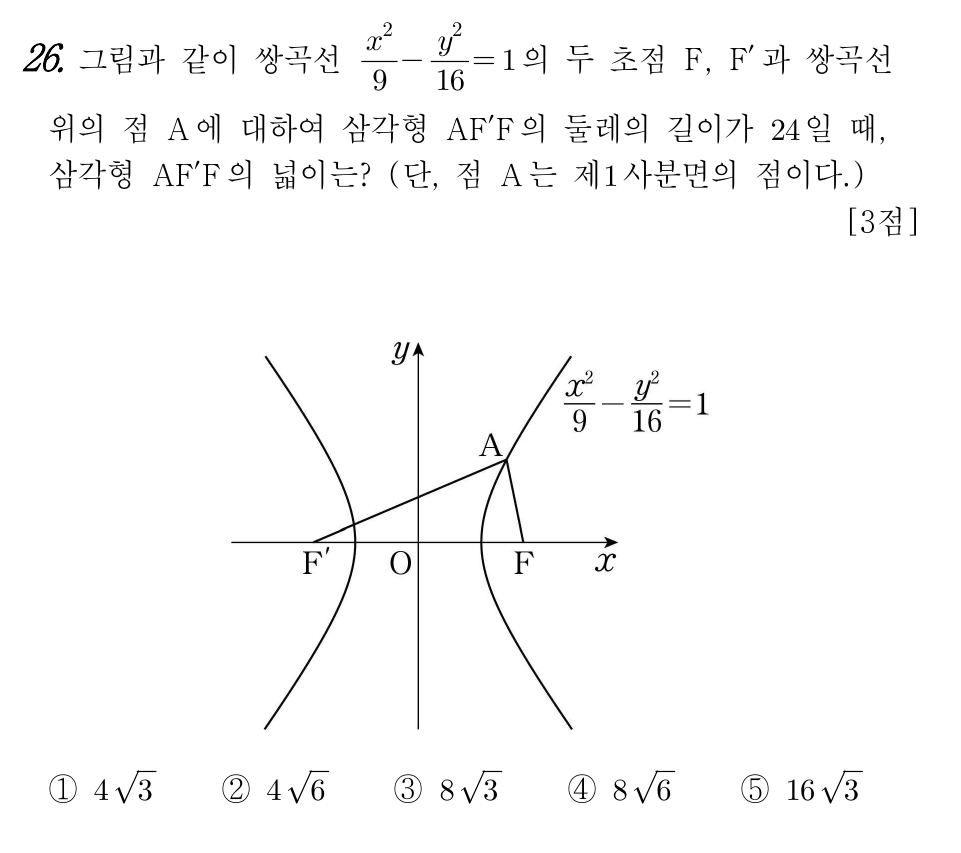 26. 그림과 같이 쌍곡선 x²/9 − y²/16 = 1의 두 초점 F, F′과 쌍곡선
위의 점 A에 대하여 삼각형 AF′F의 둘레의 길이가 24일 때,
삼각형 AF′F의 넓이는? (단, 점 A는 제1사분면의 점이다.)
[3점]
y
x²/9 − y²/16 = 1
A
F′ O F x
① 4√3 ② 4√6 ③ 8√3 ④ 8√6 ⑤ 16√3